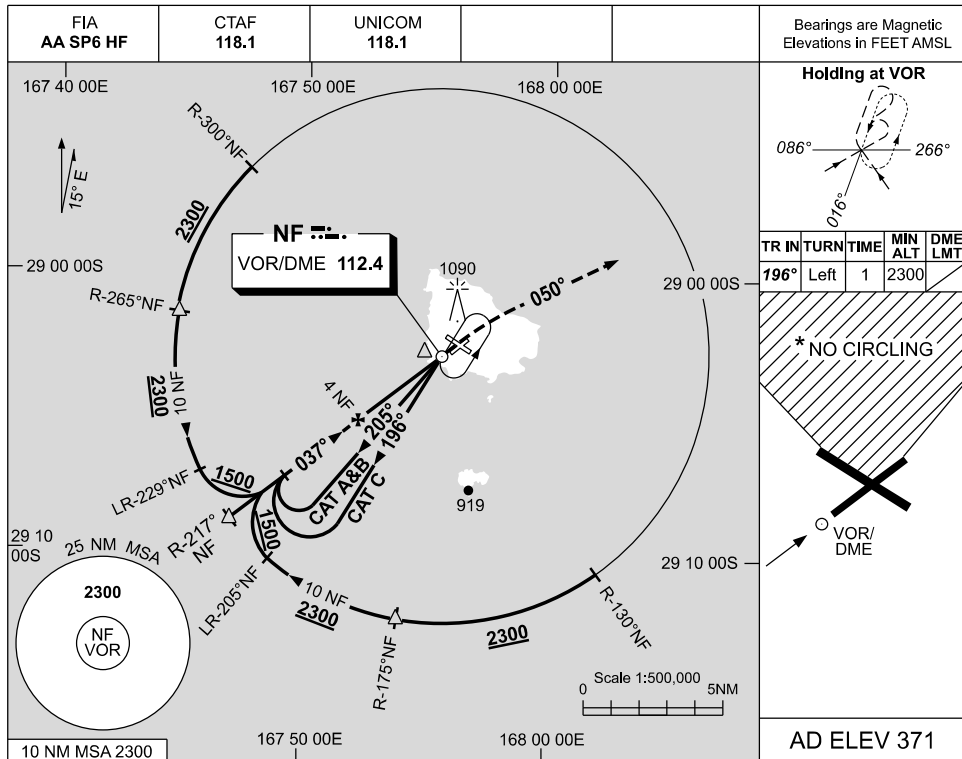 FIA
AA SP6 HF
CTAF
118.1
UNICOM
118.1
Bearings are Magnetic
Elevations in FEET AMSL
167 40 00E
167 50 00E
168 00 00E
15° E
R-300°NF
2300
NF
VOR/DME 112.4
1090
050°
29 00 00S
29 00 00S
R-265°NF
2300
10 NF
4 NF
037°
205°
196°
CAT A&B
CAT C
LR-229°NF
1500
1500
R-217°
NF
919
29 10
00S
29 10 00S
LR-205°NF
10 NF
2300
R-175°NF
2300
R-130°NF
25 NM MSA
2300
NF
VOR
10 NM MSA 2300
Scale 1:500,000
0
5NM
167 50 00E
168 00 00E
Holding at VOR
086°
266°
016°
TR IN
TURN
TIME
MIN
ALT
DME
LMT
196°
Left
1
2300
* NO CIRCLING
VOR/
DME
AD ELEV 371